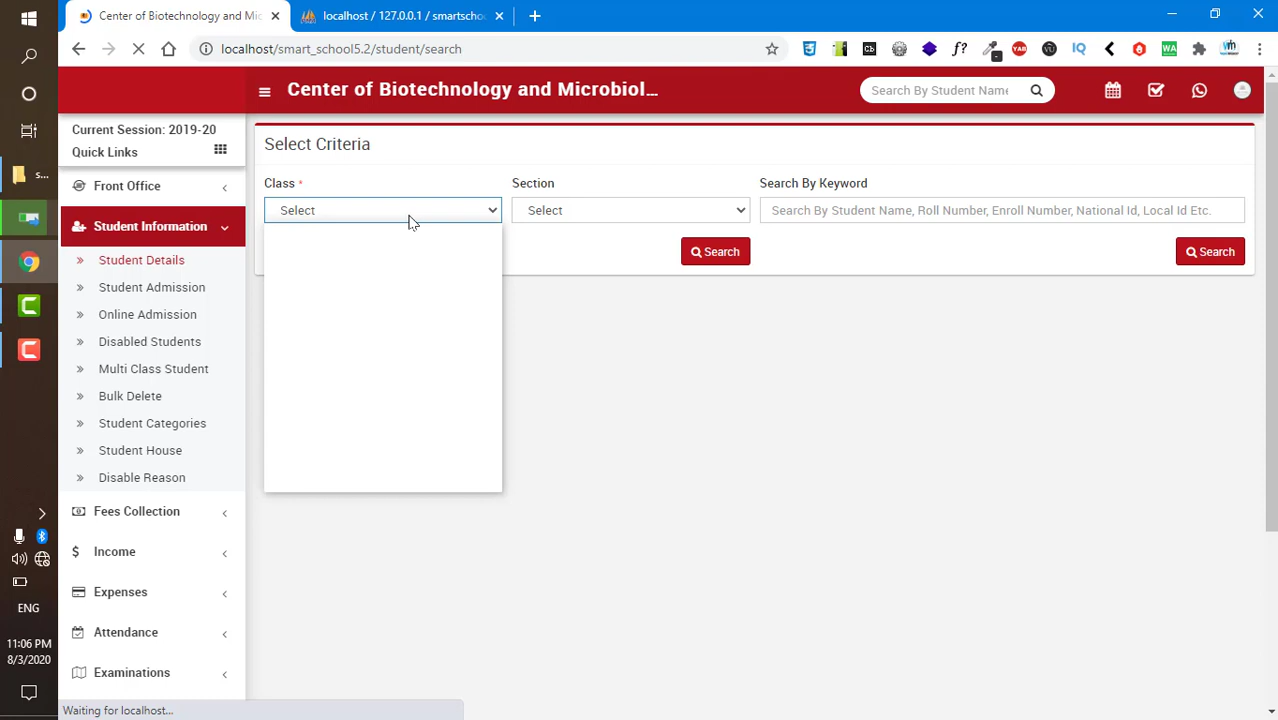 Center of Biotechnology and Mic
localhost / 127.0.0.1 / smartscho
localhost/smart_school5.2/student/search
Center of Biotechnology and Microbiol...
Search By Student Name
Current Session: 2019-20
Quick Links
Select Criteria
Class *
Section
Search By Keyword
Select
Select
Search By Student Name, Roll Number, Enroll Number, National Id, Local Id Etc.
Search
Search
Front Office
Student Information
Student Details
Student Admission
Online Admission
Disabled Students
Multi Class Student
Bulk Delete
Student Categories
Student House
Disable Reason
Fees Collection
Income
Expenses
Attendance
Examinations
Waiting for localhost...
s...
ENG
11:06 PM
8/3/2020